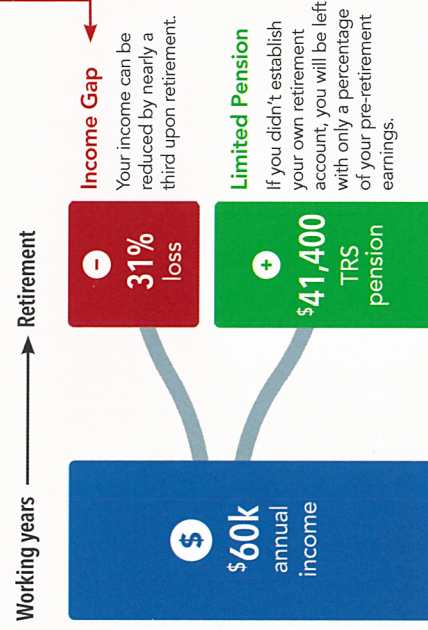 Working years
Retirement
$
$60k
annual
income
–
31%
loss
Income Gap
Your income can be
reduced by nearly a
third upon retirement.
+
$41,400
TRS
pension
Limited Pension
If you didn't establish
your own retirement
account, you will be left
with only a percentage
of your pre-retirement
earnings.